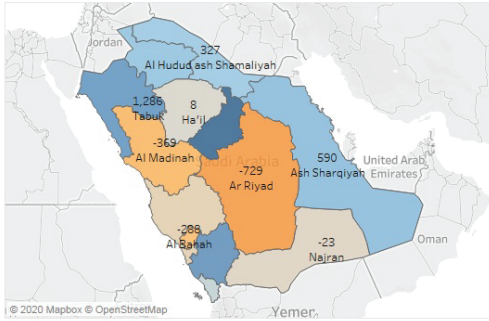 Jordan
327
Al Hudud ash Shamaliyah
1,286
Tabuk
8
Ha'il
-369
Al Madinah
Saudi Arabia
-729
Ar Riyad
590
Ash Sharqiyah
United Arab
Emirates
-288
Al Bahah
-23
Najran
Oman
Yemen
© 2020 Mapbox © OpenStreetMap